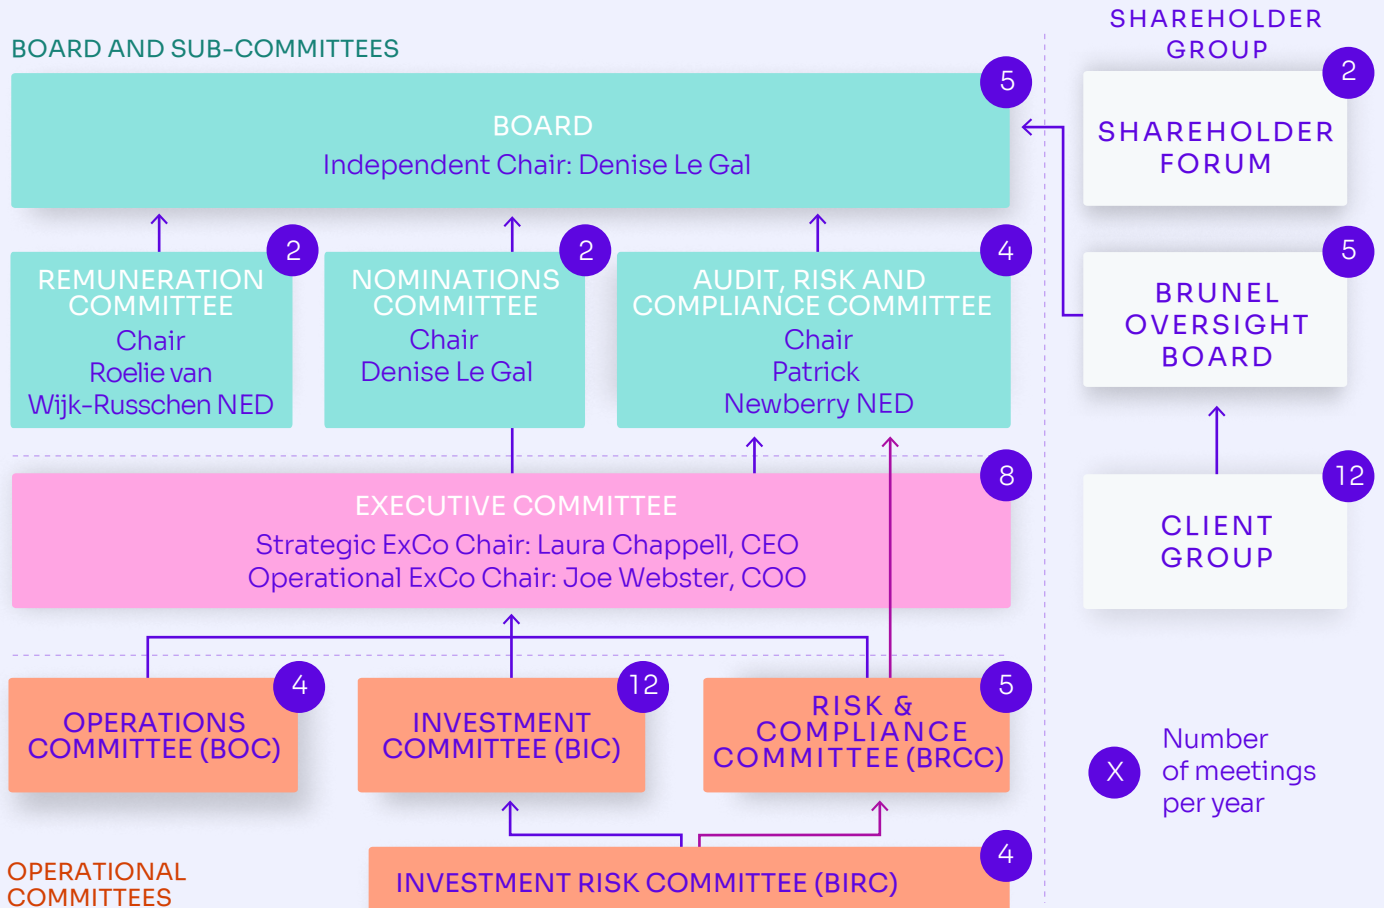 BOARD AND SUB-COMMITTEES
5
BOARD
Independent Chair: Denise Le Gal
2
REMUNERATION
COMMITTEE
Chair
Roelie van
Wijk-Russchen NED
2
NOMINATIONS
COMMITTEE
Chair
Denise Le Gal
4
AUDIT, RISK AND
COMPLIANCE COMMITTEE
Chair
Patrick
Newberry NED
8
EXECUTIVE COMMITTEE
Strategic ExCo Chair: Laura Chappell, CEO
Operational ExCo Chair: Joe Webster, COO
4
OPERATIONS
COMMITTEE (BOC)
12
INVESTMENT
COMMITTEE (BIC)
5
RISK &
COMPLIANCE
COMMITTEE (BRCC)
4
INVESTMENT RISK COMMITTEE (BIRC)
OPERATIONAL
COMMITTEES
SHAREHOLDER
GROUP
2
SHAREHOLDER
FORUM
5
BRUNEL
OVERSIGHT
BOARD
12
CLIENT
GROUP
X
Number
of meetings
per year